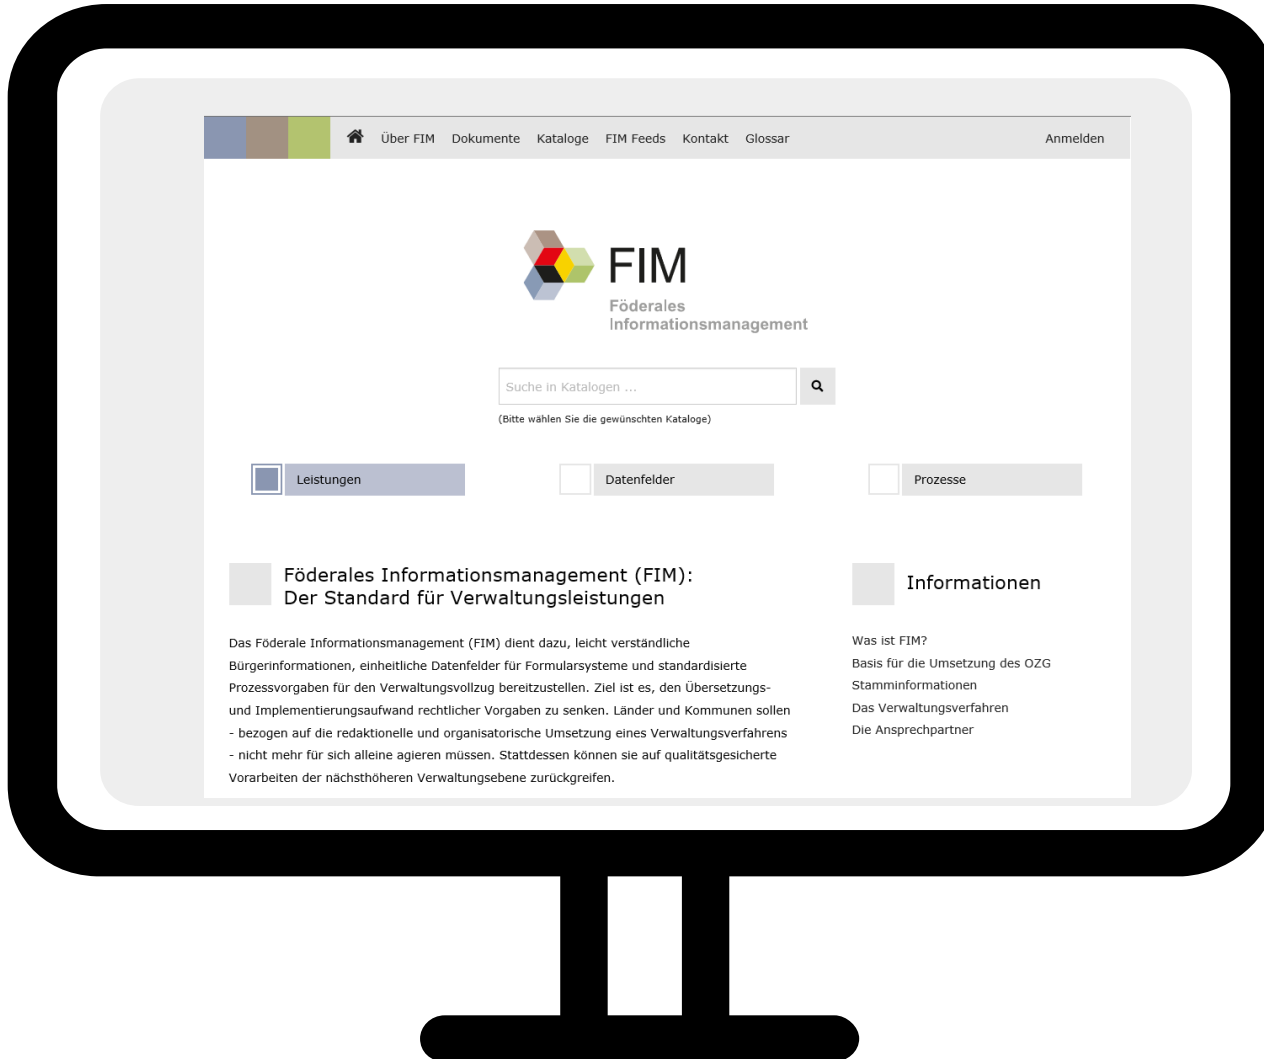 Über FIM Dokumente Kataloge FIM Feeds Kontakt Glossar Anmelden
FIM
Föderales
Informationsmanagement
Suche in Katalogen ...
(Bitte wählen Sie die gewünschten Kataloge)
Leistungen
Datenfelder
Prozesse
Föderales Informationsmanagement (FIM):
Der Standard für Verwaltungsleistungen
Das Föderale Informationsmanagement (FIM) dient dazu, leicht verständliche
Bürgerinformationen, einheitliche Datenfelder für Formularsysteme und standardisierte
Prozessvorgaben für den Verwaltungsvollzug bereitzustellen. Ziel ist es, den Übersetzungs-
und Implementierungsaufwand rechtlicher Vorgaben zu senken. Länder und Kommunen sollen
- bezogen auf die redaktionelle und organisatorische Umsetzung eines Verwaltungsverfahrens
- nicht mehr für sich alleine agieren müssen. Stattdessen können sie auf qualitätsgesicherte
Vorarbeiten der nächsthöheren Verwaltungsebene zurückgreifen.
Informationen
Was ist FIM?
Basis für die Umsetzung des OZG
Stamminformationen
Das Verwaltungsverfahren
Die Ansprechpartner